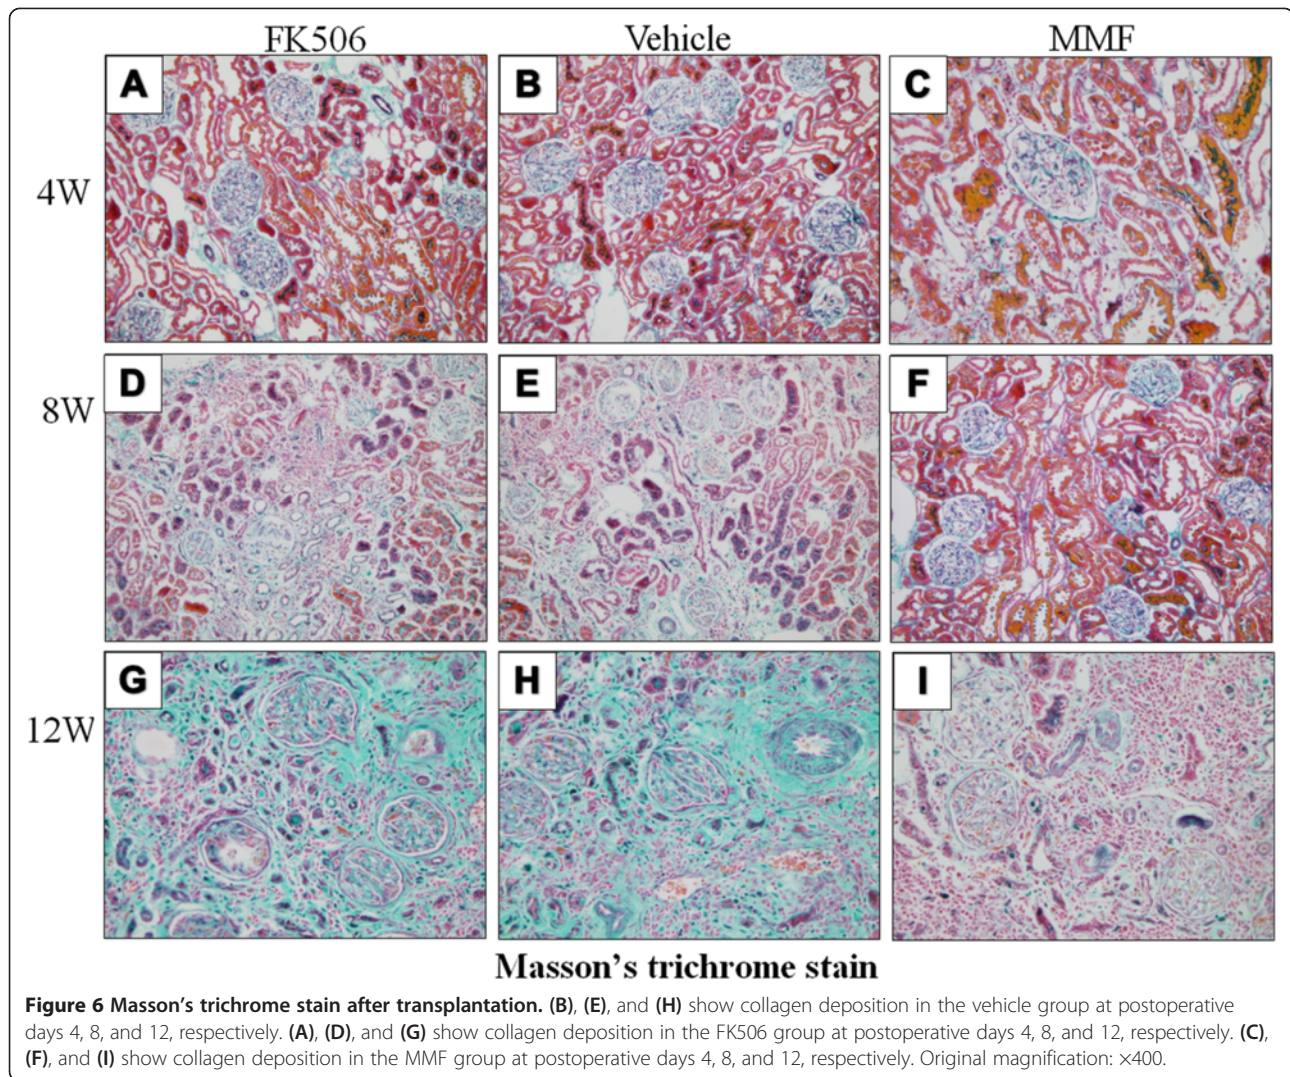 FK506 Vehicle MMF
A B C
4W
D E F
8W
G H I
12W
Masson's trichrome stain
Figure 6 Masson's trichrome stain after transplantation. (B), (E), and (H) show collagen deposition in the vehicle group at postoperative
days 4, 8, and 12, respectively. (A), (D), and (G) show collagen deposition in the FK506 group at postoperative days 4, 8, and 12, respectively. (C),
(F), and (I) show collagen deposition in the MMF group at postoperative days 4, 8, and 12, respectively. Original magnification: ×400.